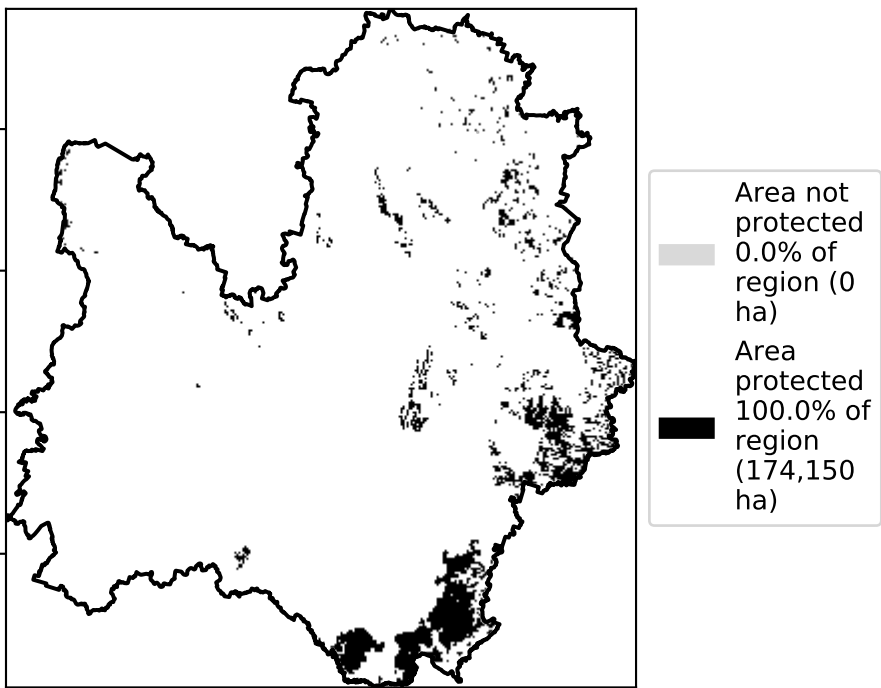 Area not
protected
0.0% of
region (0
ha)
Area
protected
100.0% of
region
(174,150
ha)